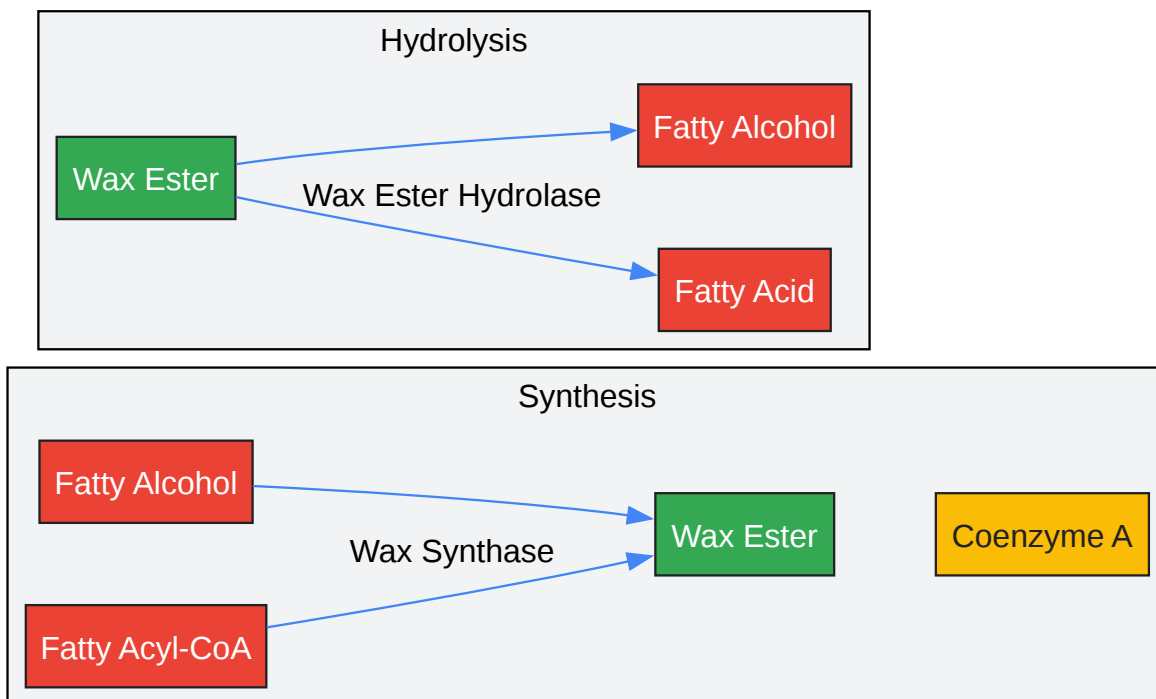 Hydrolysis
Fatty Alcohol
Wax Ester
Wax Ester Hydrolase
Fatty Acid
Synthesis
Fatty Alcohol
Wax Synthase
Wax Ester
Coenzyme A
Fatty Acyl-CoA